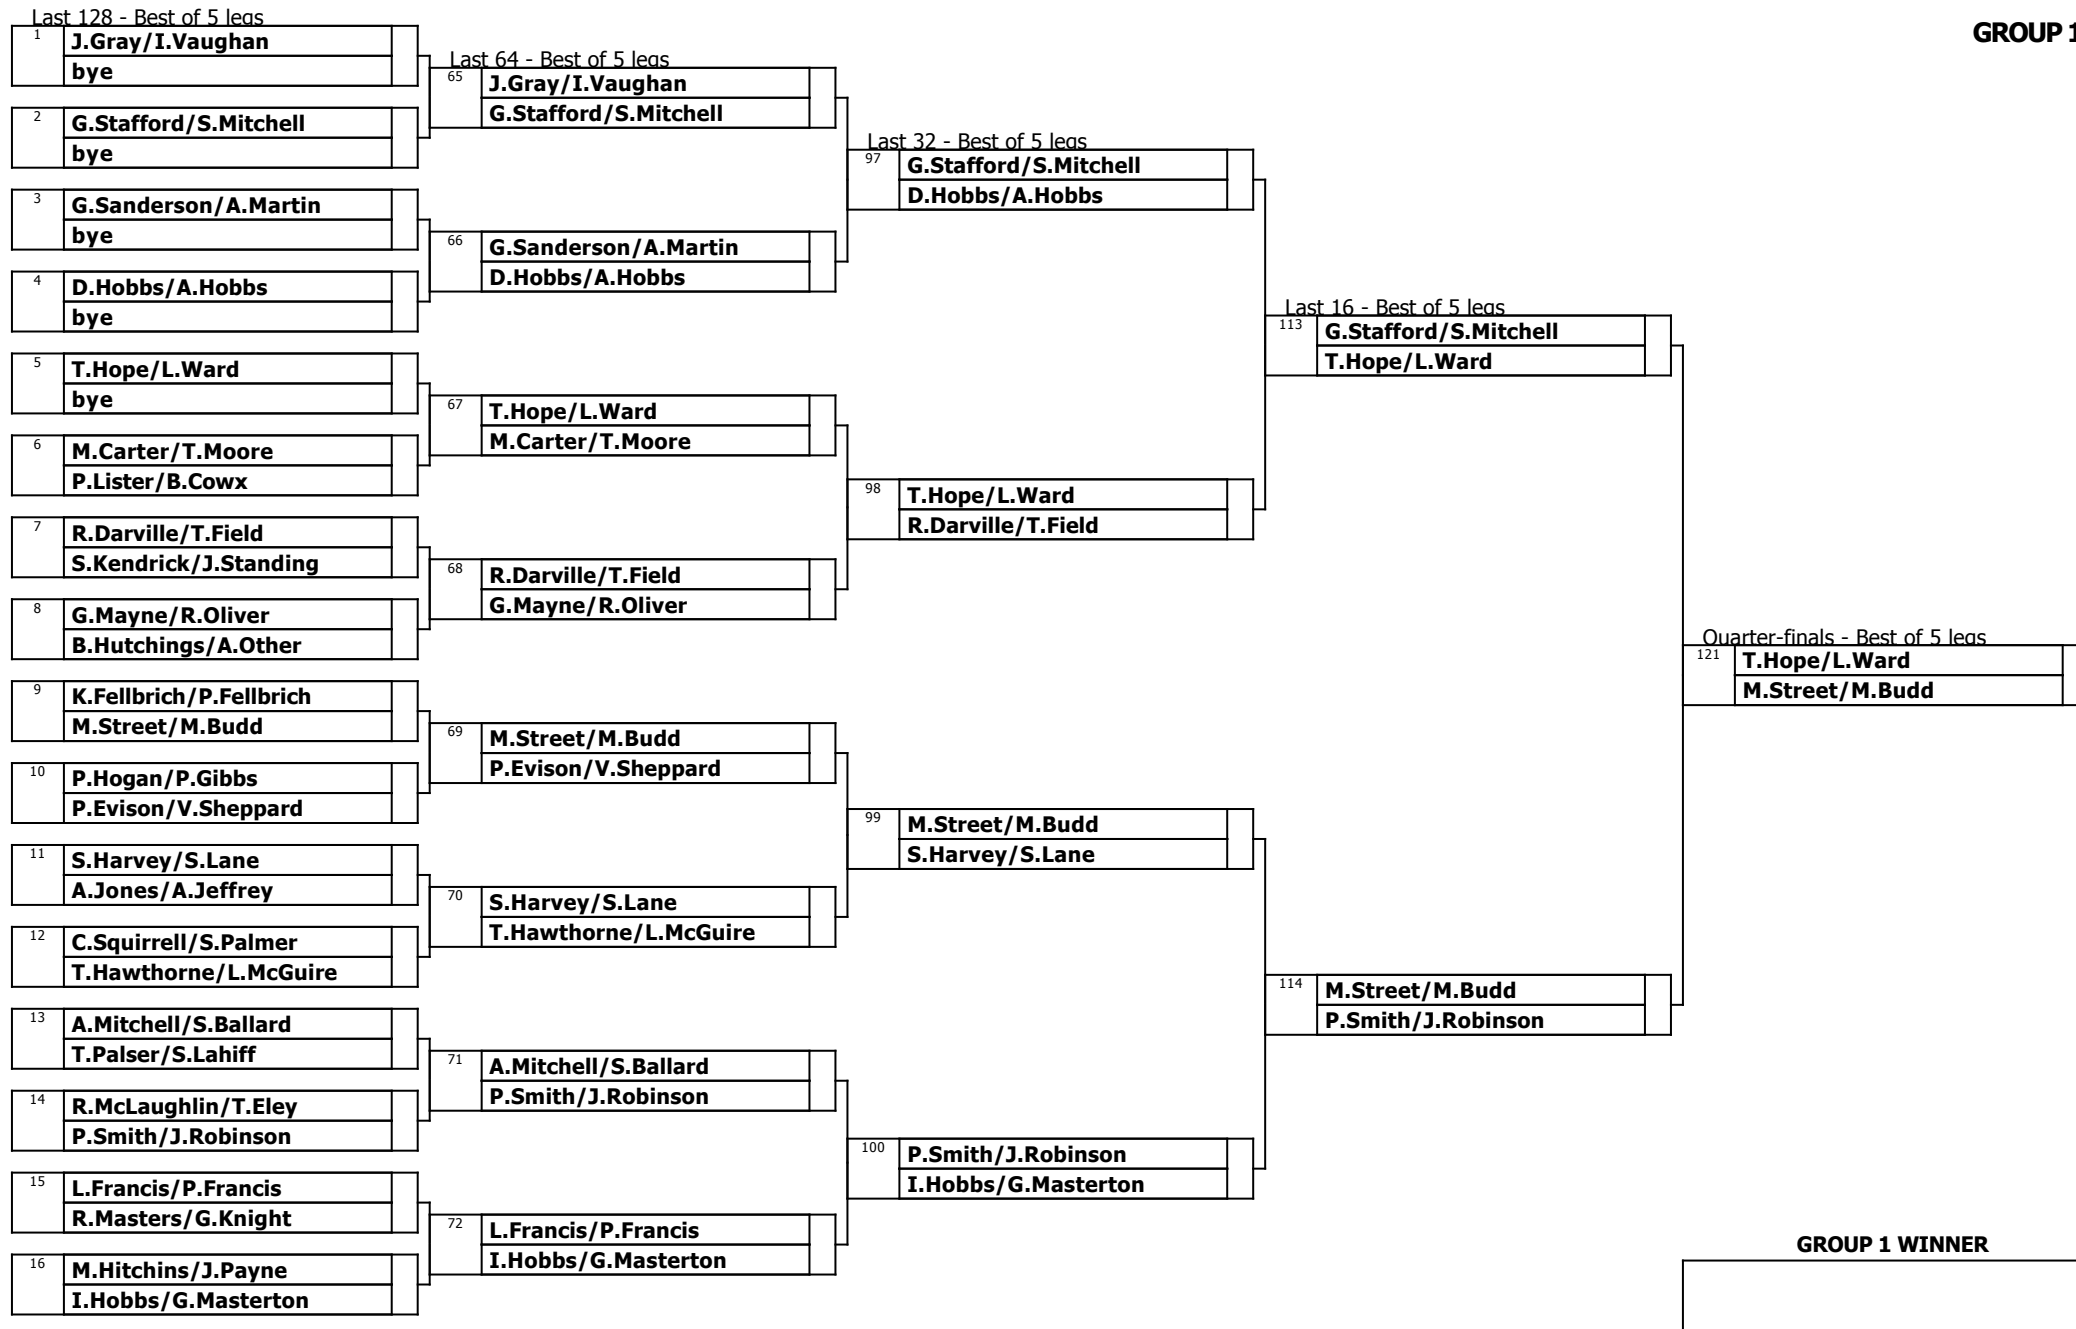 Last 128 - Best of 5 legs
1
J.Gray/I.Vaughan
bye
2
G.Stafford/S.Mitchell
bye
3
G.Sanderson/A.Martin
bye
4
D.Hobbs/A.Hobbs
bye
5
T.Hope/L.Ward
bye
6
M.Carter/T.Moore
P.Lister/B.Cowx
7
R.Darville/T.Field
S.Kendrick/J.Standing
8
G.Mayne/R.Oliver
B.Hutchings/A.Other
9
K.Fellbrich/P.Fellbrich
M.Street/M.Budd
10
P.Hogan/P.Gibbs
P.Evison/V.Sheppard
11
S.Harvey/S.Lane
A.Jones/A.Jeffrey
12
C.Squirrell/S.Palmer
T.Hawthorne/L.McGuire
13
A.Mitchell/S.Ballard
T.Palser/S.Lahiff
14
R.McLaughlin/T.Eley
P.Smith/J.Robinson
15
L.Francis/P.Francis
R.Masters/G.Knight
16
M.Hitchins/J.Payne
I.Hobbs/G.Masterton
Last 64 - Best of 5 legs
65
J.Gray/I.Vaughan
G.Stafford/S.Mitchell
66
G.Sanderson/A.Martin
D.Hobbs/A.Hobbs
67
T.Hope/L.Ward
M.Carter/T.Moore
68
R.Darville/T.Field
G.Mayne/R.Oliver
69
M.Street/M.Budd
P.Evison/V.Sheppard
70
S.Harvey/S.Lane
T.Hawthorne/L.McGuire
71
A.Mitchell/S.Ballard
P.Smith/J.Robinson
72
L.Francis/P.Francis
I.Hobbs/G.Masterton
Last 32 - Best of 5 legs
97
G.Stafford/S.Mitchell
D.Hobbs/A.Hobbs
98
T.Hope/L.Ward
R.Darville/T.Field
99
M.Street/M.Budd
S.Harvey/S.Lane
100
P.Smith/J.Robinson
I.Hobbs/G.Masterton
Last 16 - Best of 5 legs
113
G.Stafford/S.Mitchell
T.Hope/L.Ward
114
M.Street/M.Budd
P.Smith/J.Robinson
GROUP 1
Quarter-finals - Best of 5 legs
121
T.Hope/L.Ward
M.Street/M.Budd
GROUP 1 WINNER